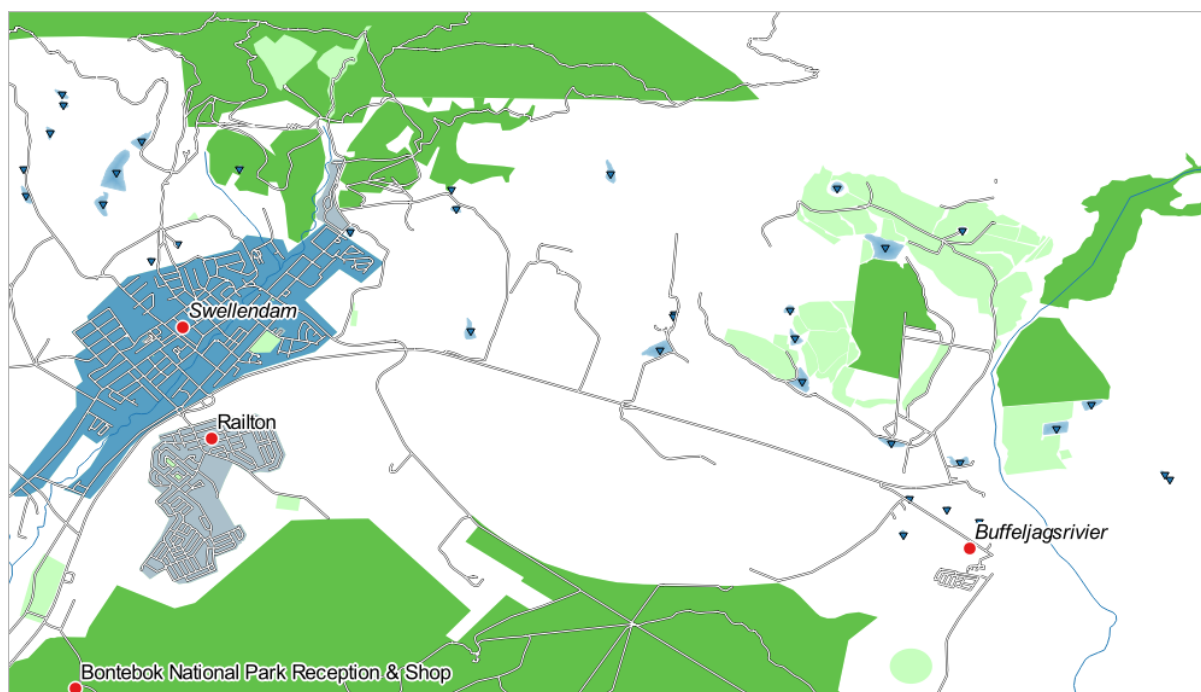 Swellendam
Railton
Buffeljagsrivier
Bontebok National Park Reception & Shop